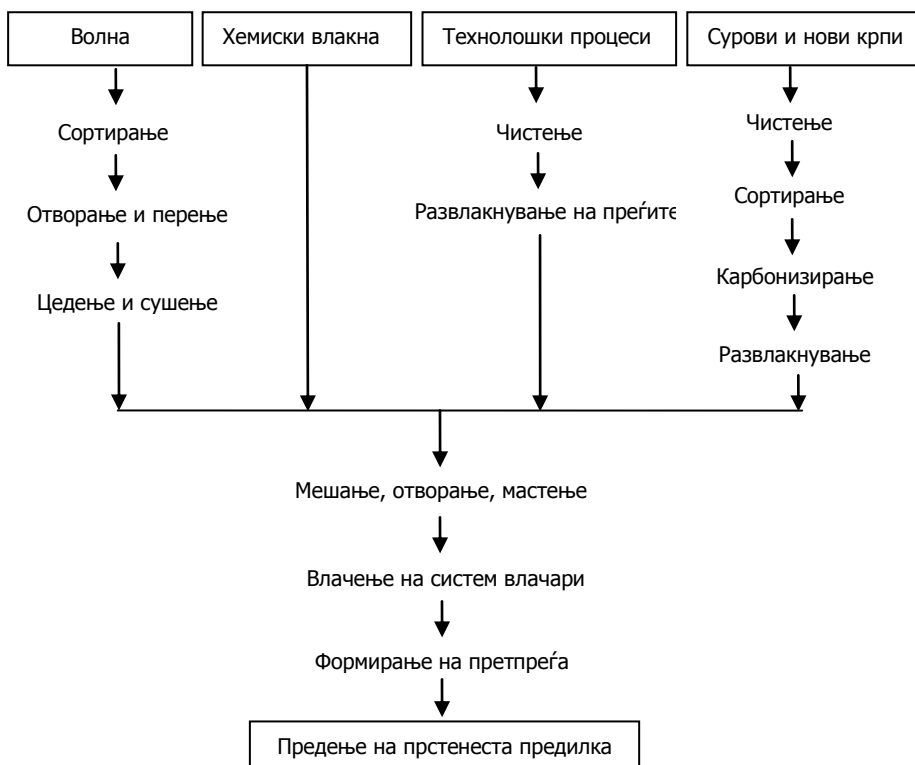 Волна
Хемиски влакна
Технолошки процеси
Сурови и нови крпи
Сортирање
Отворање и перење
Цедење и сушење
Чистење
Развлакнување на преѓите
Чистење
Сортирање
Карбонизирање
Развлакнување
Мешање, отворање, мастење
Влачење на систем влачари
Формирање на претпреѓа
Предење на прстенеста предилка